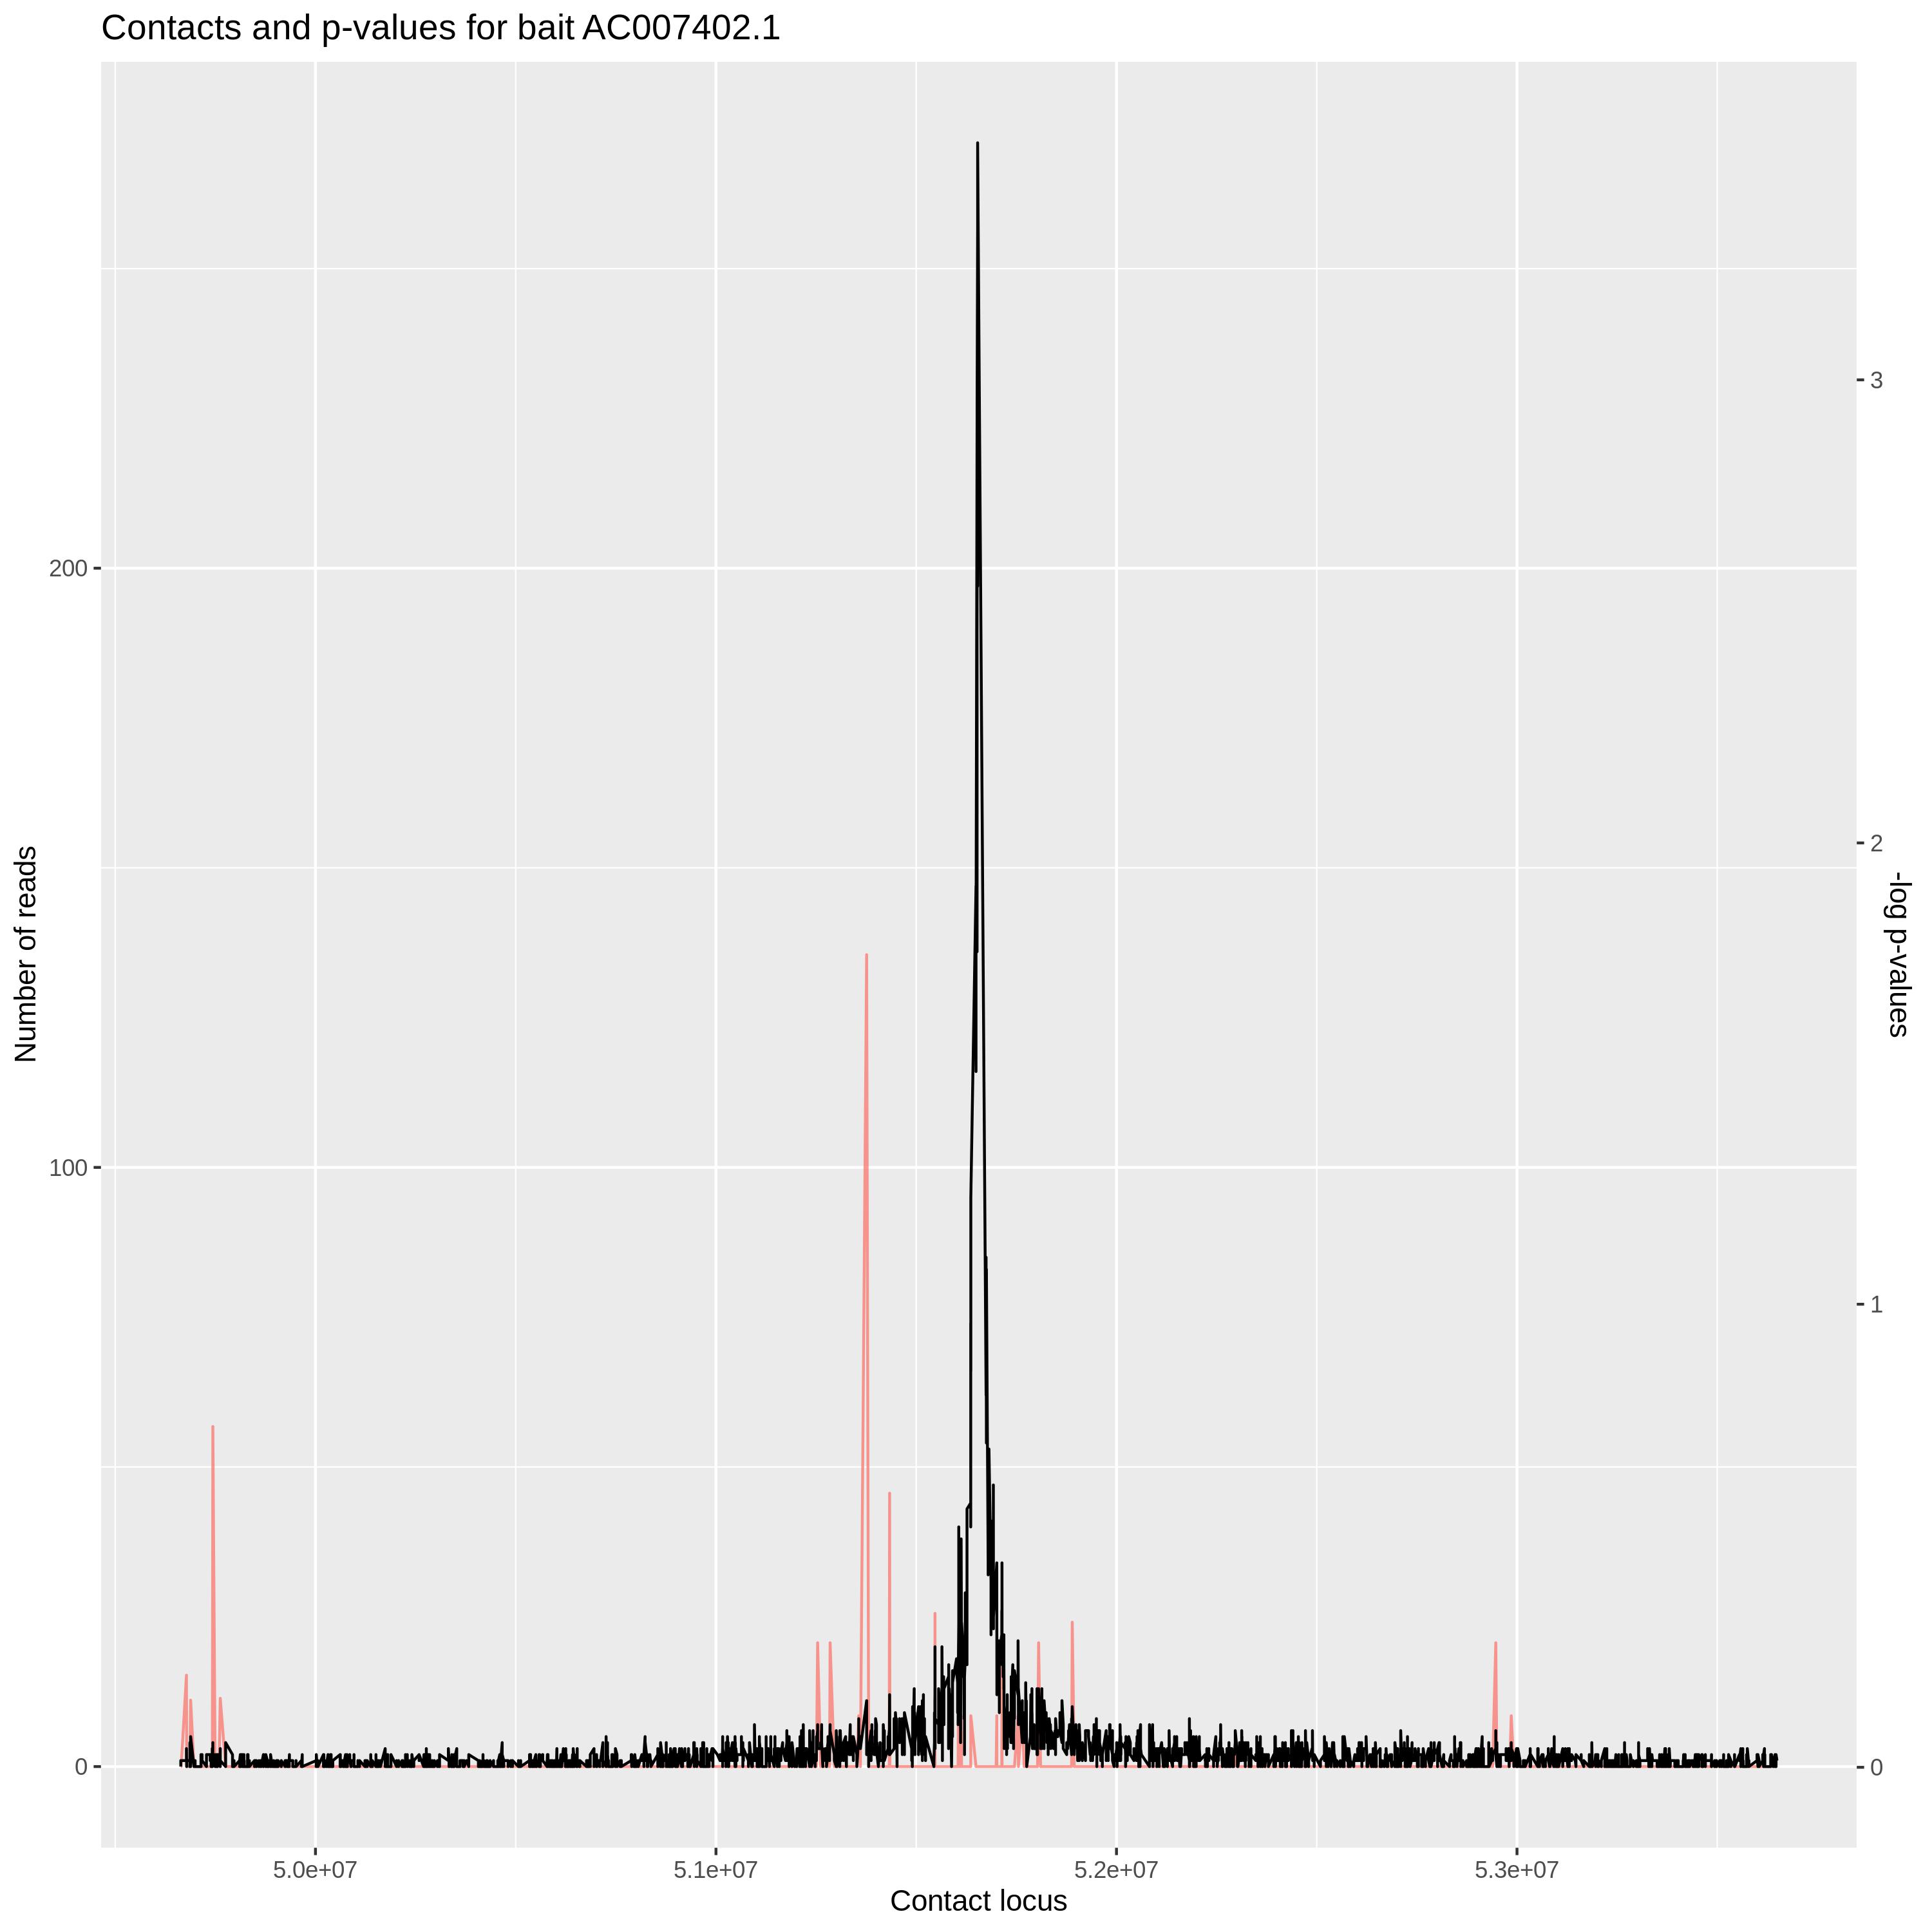 Contacts and p-values for bait AC007402.1
Number of reads
200
100
0
3
2
1
0
-log p-values
5.0e+07
5.1e+07
5.2e+07
5.3e+07
Contact locus